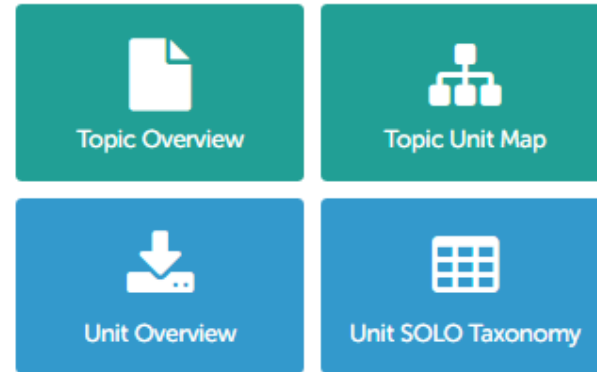 Topic Overview
Topic Unit Map
Unit Overview
Unit SOLO Taxonomy